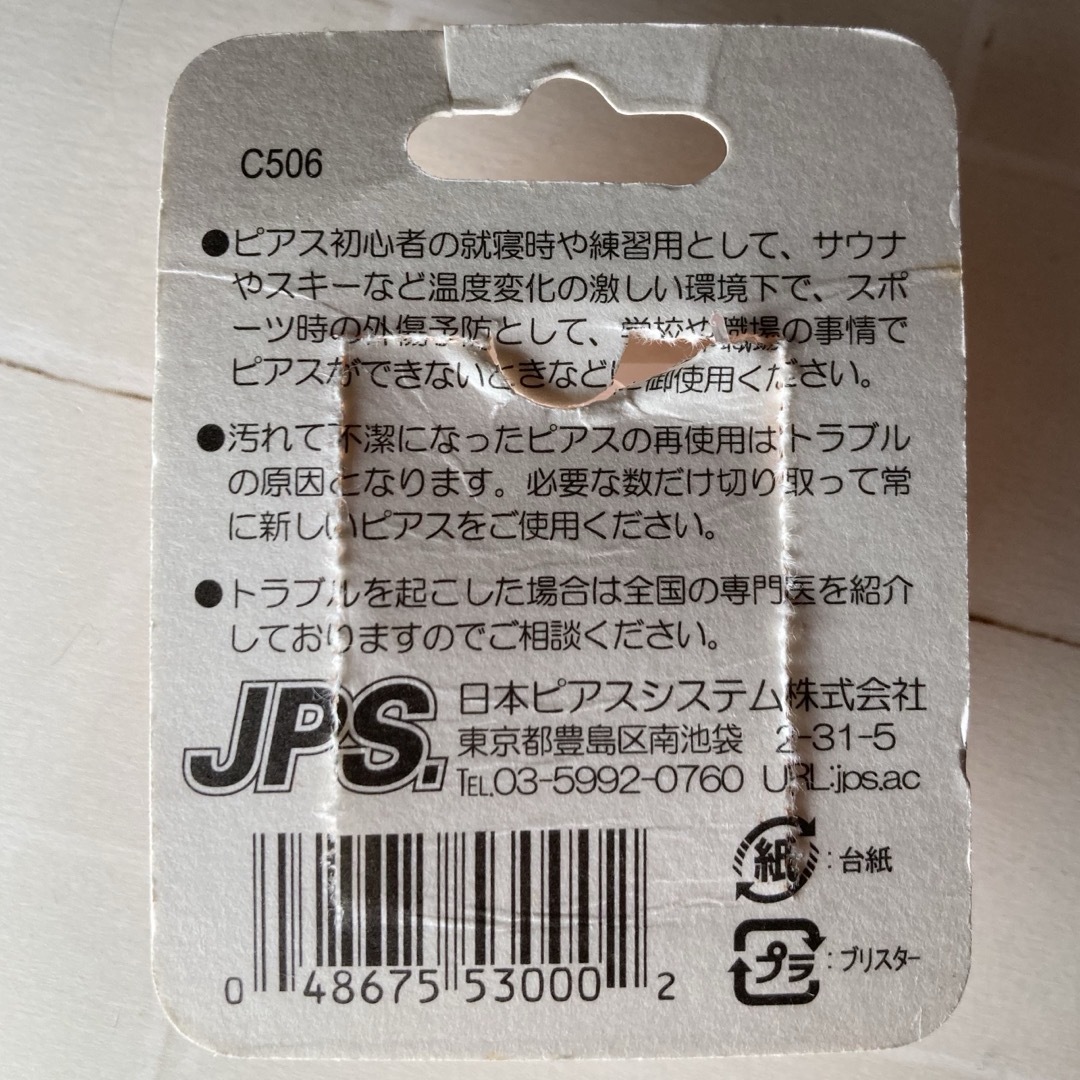 C506
●ピアス初心者の就寝時や練習用として、サウナ
やスキーなど温度変化の激しい環境下で、スポ
ーツ時の外傷予防として、学校や職場の事情で
ピアスができないときなどに御使用ください。
●汚れて不潔になったピアスの再使用はトラブル
の原因となります。必要な数だけ切り取って常
に新しいピアスをご使用ください。
●トラブルを起こした場合は全国の専門医を紹介
しておりますのでご相談ください。
JPS. 日本ピアスシステム株式会社
東京都豊島区南池袋 2-31-5
TEL.03-5992-0760 URL:jps.ac
紙:台紙
プラ:ブリスター
0 48675 53000 2